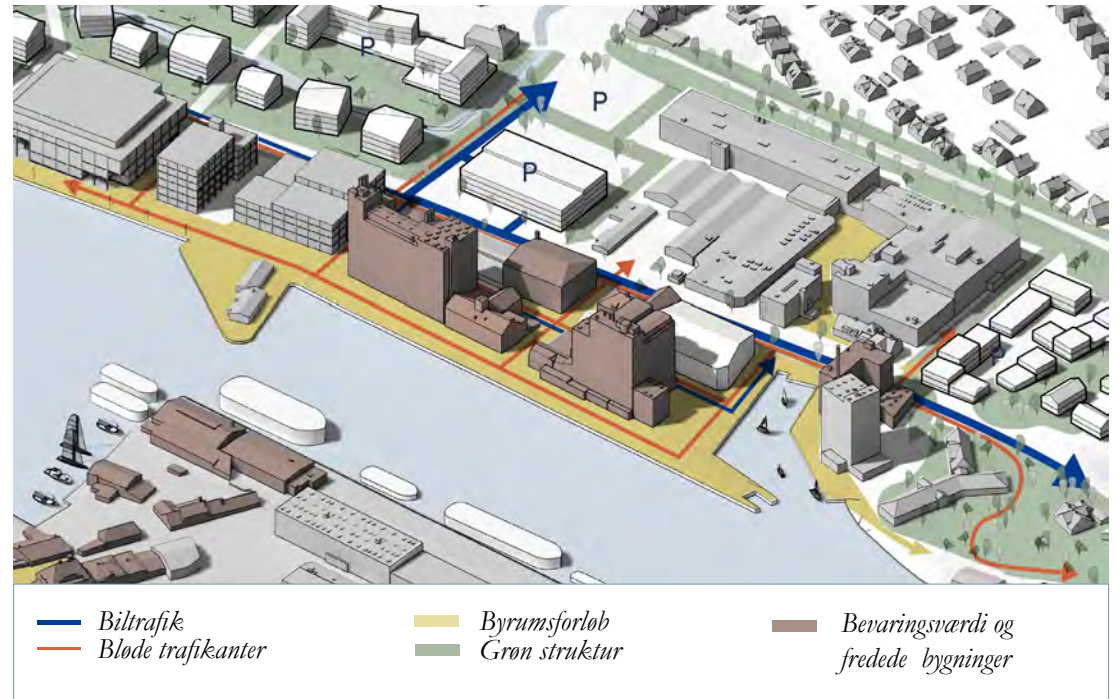 P
P
P
Biltrafik
Bløde trafikanter
Byrumsforløb
Grøn struktur
Bevaringsværdi og
fredede bygninger